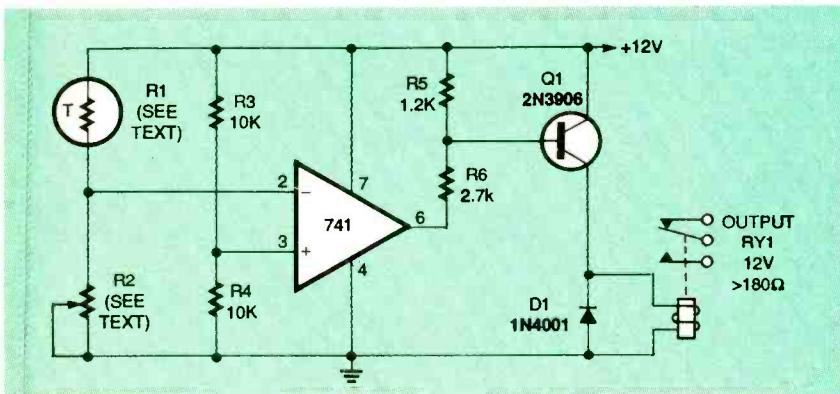 +12V
R1
(SEE
TEXT)
T
R3
10K
R5
1.2K
Q1
2N3906
R6
2.7k
2
−
7
741
6
3
+
4
R2
(SEE
TEXT)
R4
10K
D1
1N4001
OUTPUT
RY1
12V
>180Ω